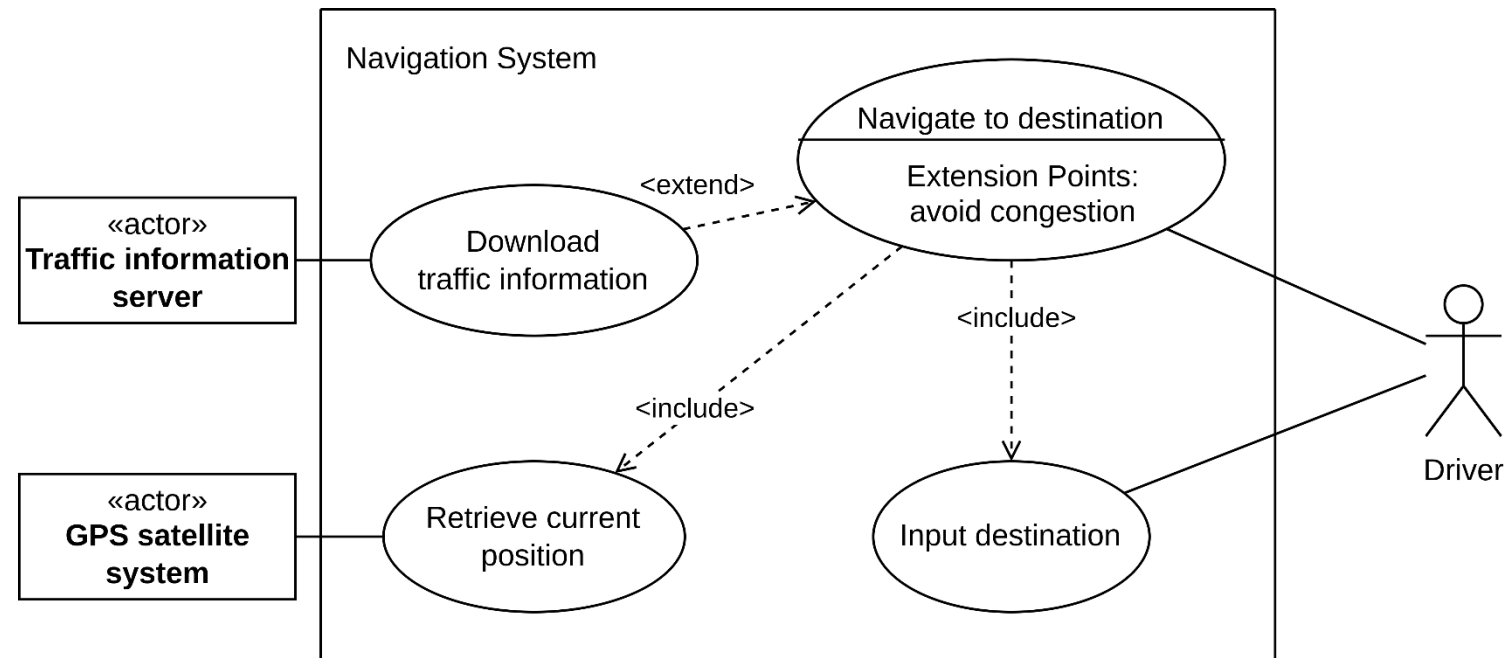 Navigation System
Navigate to destination
Extension Points:
avoid congestion
<extend>
«actor»
Traffic information
server
Download
traffic information
<include>
<include>
Driver
«actor»
GPS satellite
system
Retrieve current
position
Input destination